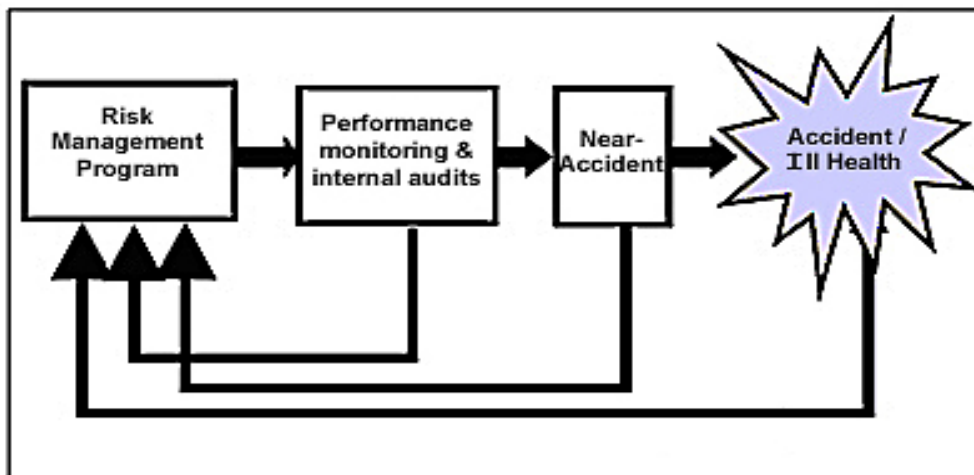 Risk
Management
Program
Performance
monitoring &
internal audits
Near-
Accident
Accident /
Ill Health